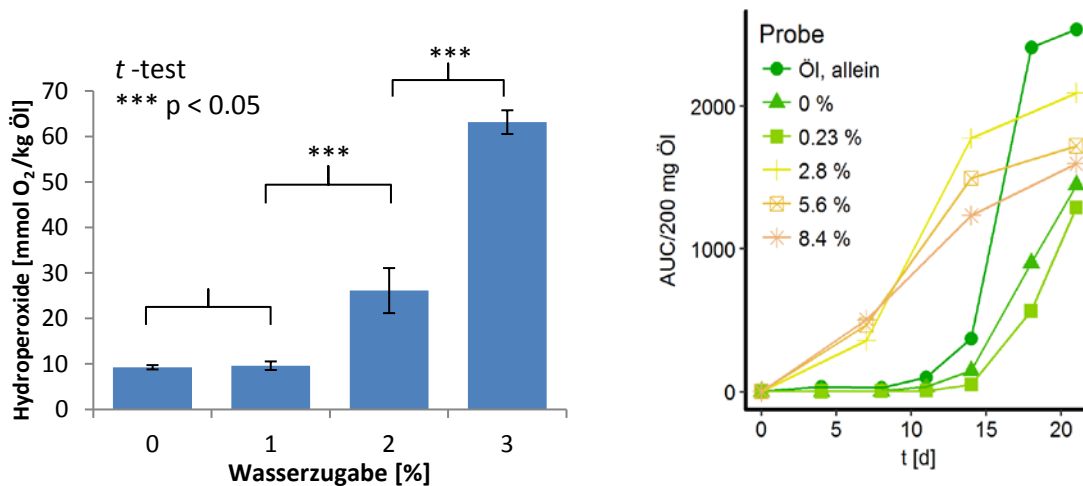 t -test
*** p < 0.05
***
***
Hydroperoxide [mmol O₂/kg Öl]
70
60
50
40
30
20
10
0
0 1 2 3
Wasserzugabe [%]
Probe
Öl, allein
0 %
0.23 %
2.8 %
5.6 %
8.4 %
AUC/200 mg Öl
2000
1000
0
0 5 10 15 20
t [d]